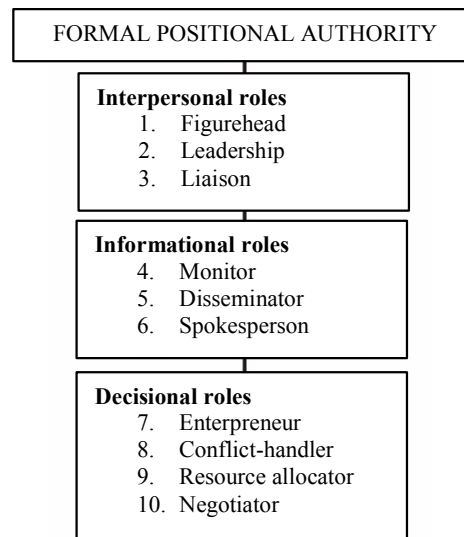 FORMAL POSITIONAL AUTHORITY
Interpersonal roles
1. Figurehead
2. Leadership
3. Liaison
Informational roles
4. Monitor
5. Disseminator
6. Spokesperson
Decisional roles
7. Enterpreneur
8. Conflict-handler
9. Resource allocator
10. Negotiator